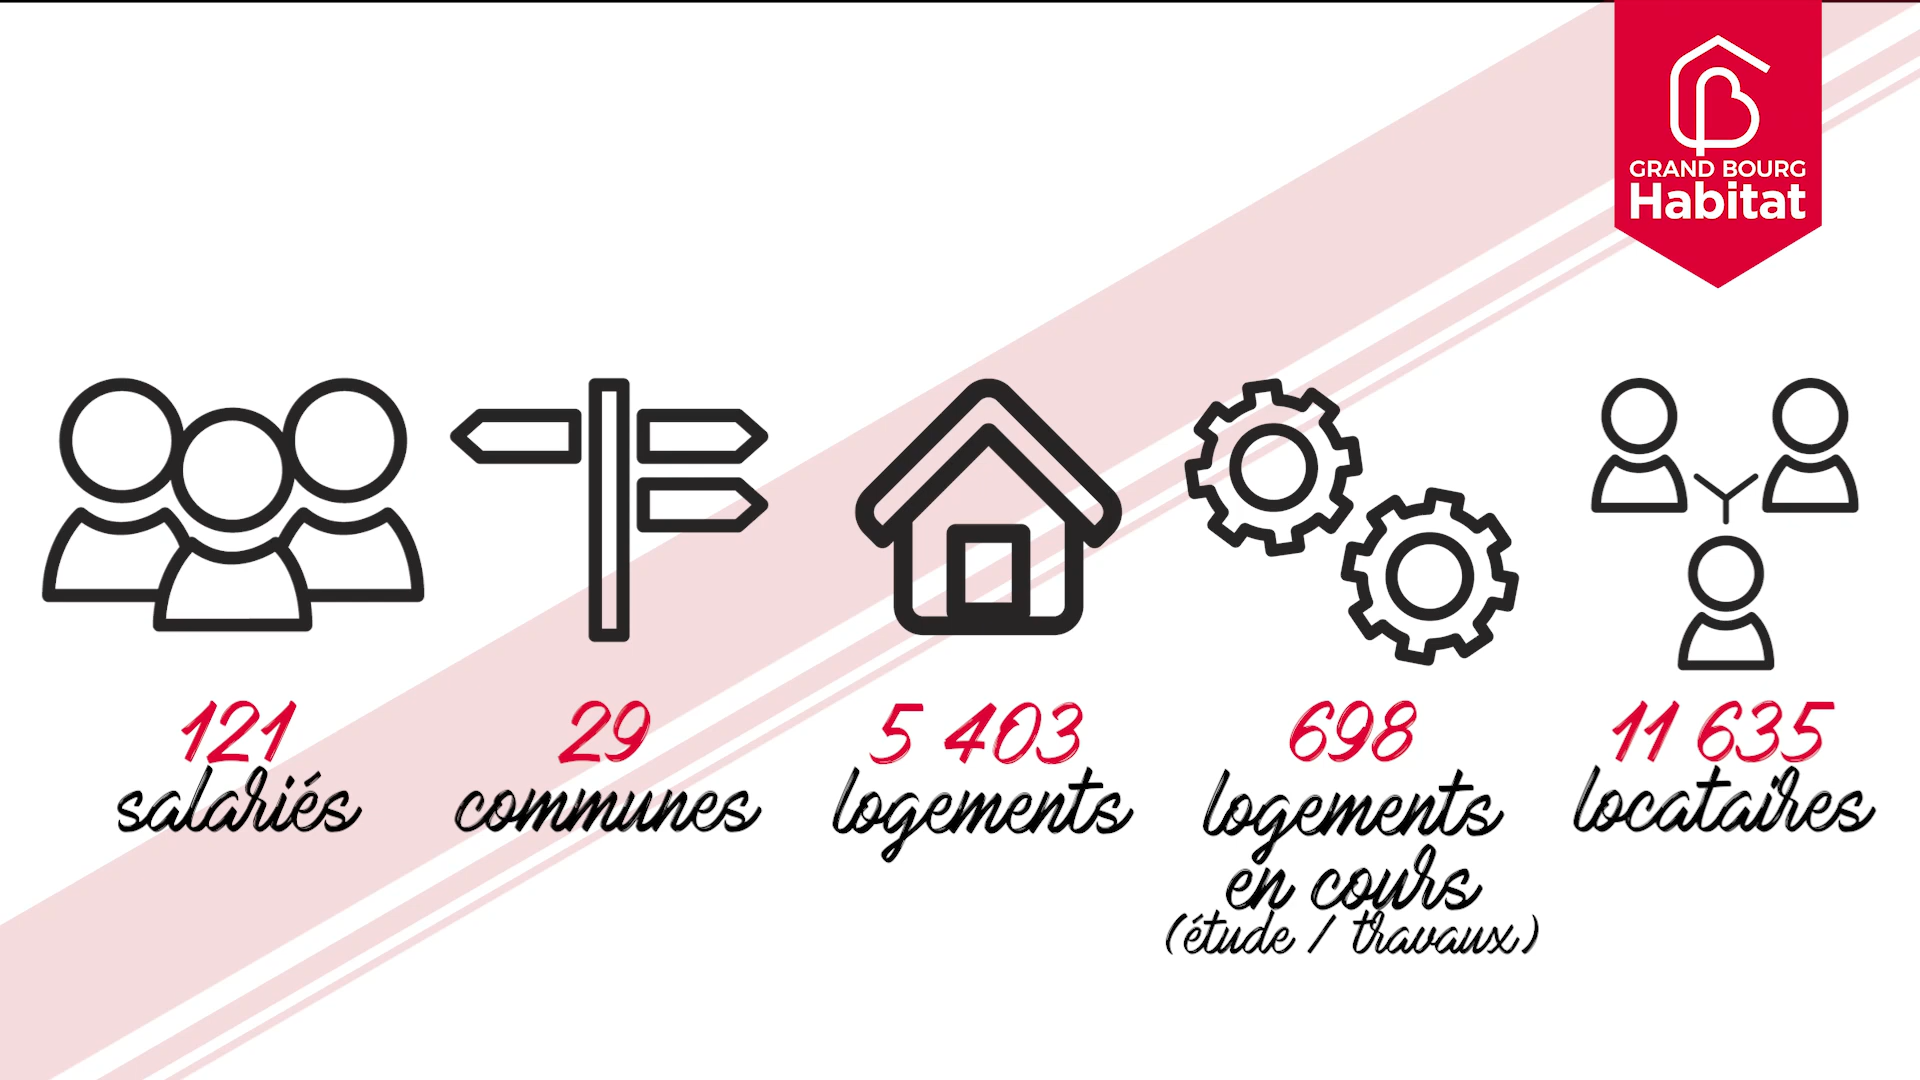 GRAND BOURG
Habitat
121
salariés
29
communes
5 403
logements
698
logements
en cours
(étude / travaux)
11 635
locataires